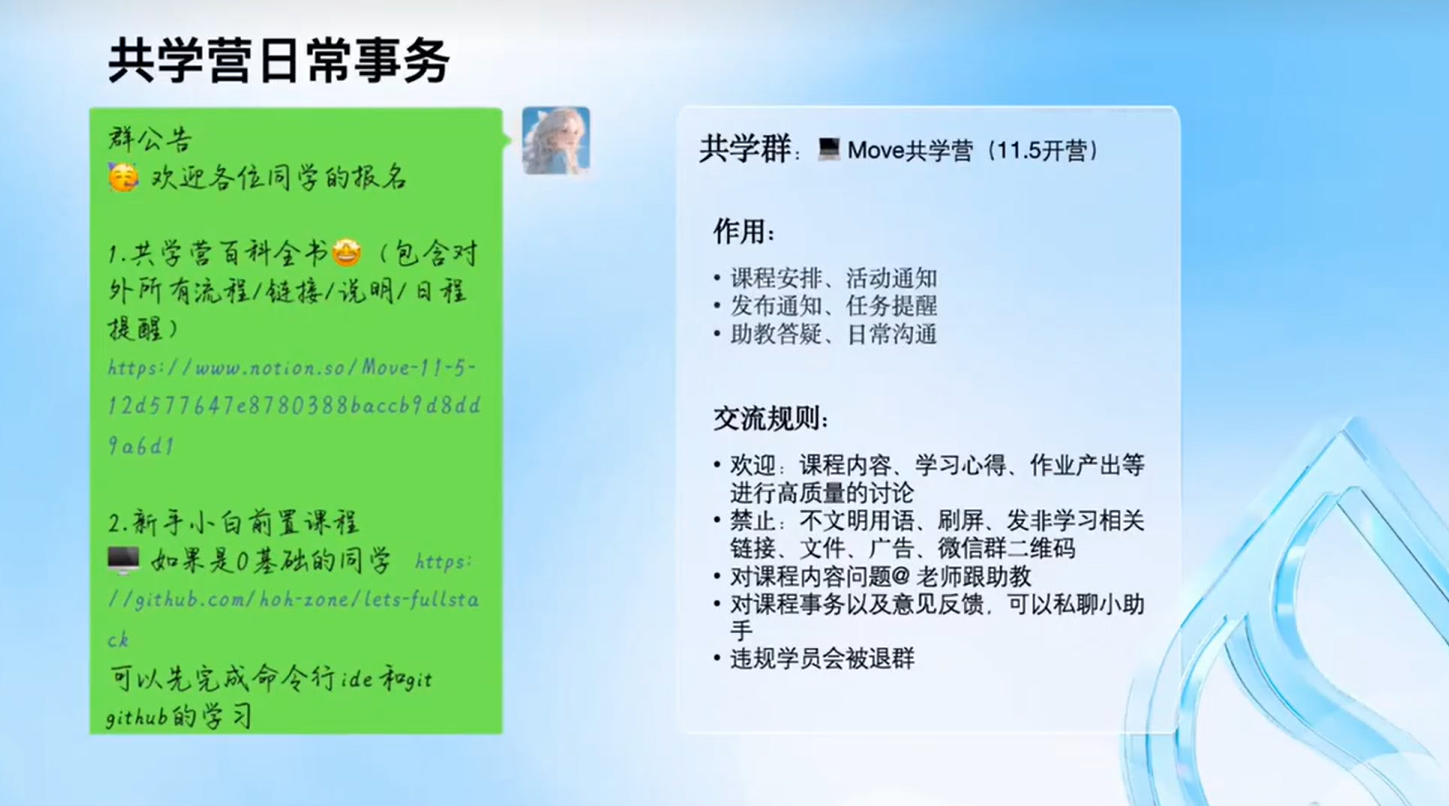 共学营日常事务
群公告
🥳 欢迎各位同学的报名
1.共学营百科全书🤩（包含对
外所有流程/链接/说明/日程
提醒）
https://www.notion.so/Move-11-5-
12d577647e8780388baccb9d8dd
9a6d1
2.新手小白前置课程
🖥️ 如果是0基础的同学 https:
//github.com/hoh-zone/lets-fullsta
ck
可以先完成命令行ide和git
github的学习
共学群：💻 Move共学营（11.5开营）
作用：
• 课程安排、活动通知
• 发布通知、任务提醒
• 助教答疑、日常沟通
交流规则：
• 欢迎：课程内容、学习心得、作业产出等
进行高质量的讨论
• 禁止：不文明用语、刷屏、发非学习相关
链接、文件、广告、微信群二维码
• 对课程内容问题@ 老师跟助教
• 对课程事务以及意见反馈，可以私聊小助
手
• 违规学员会被退群